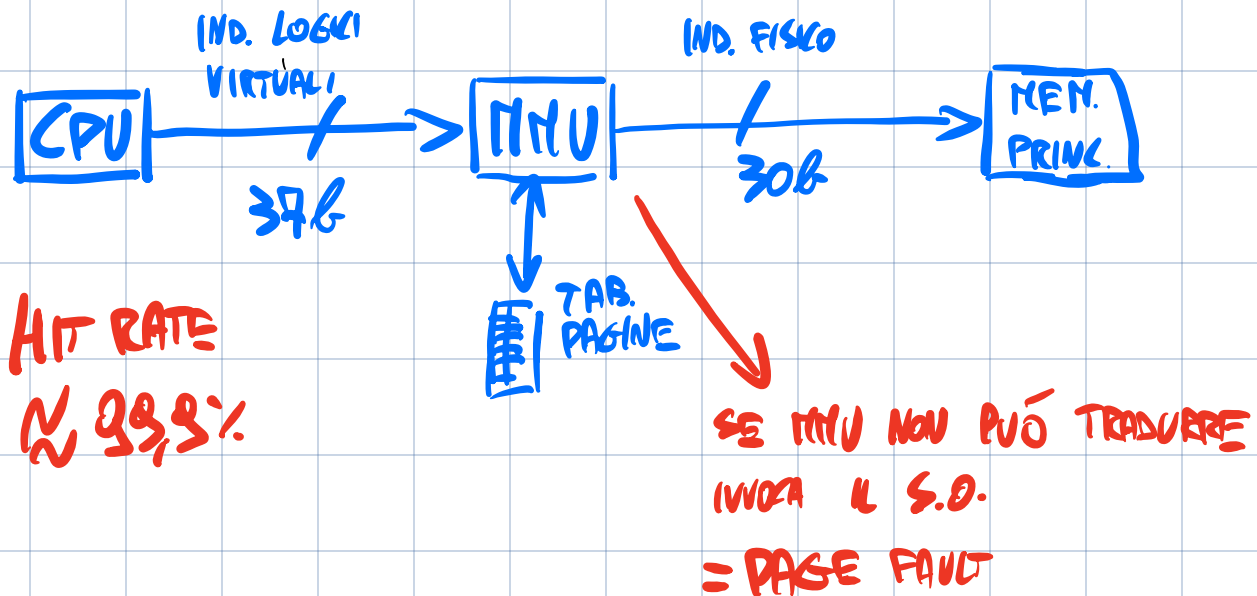 IND. LOGICI
VIRTUALI
IND. FISICO
CPU
MMU
MEM.
PRINC.
37b
30b
TAB.
PAGINE
HIT RATE
≈ 99,9%
SE MMU NON PUÓ TRADURRE
INVOCA IL S.O.
= PAGE FAULT